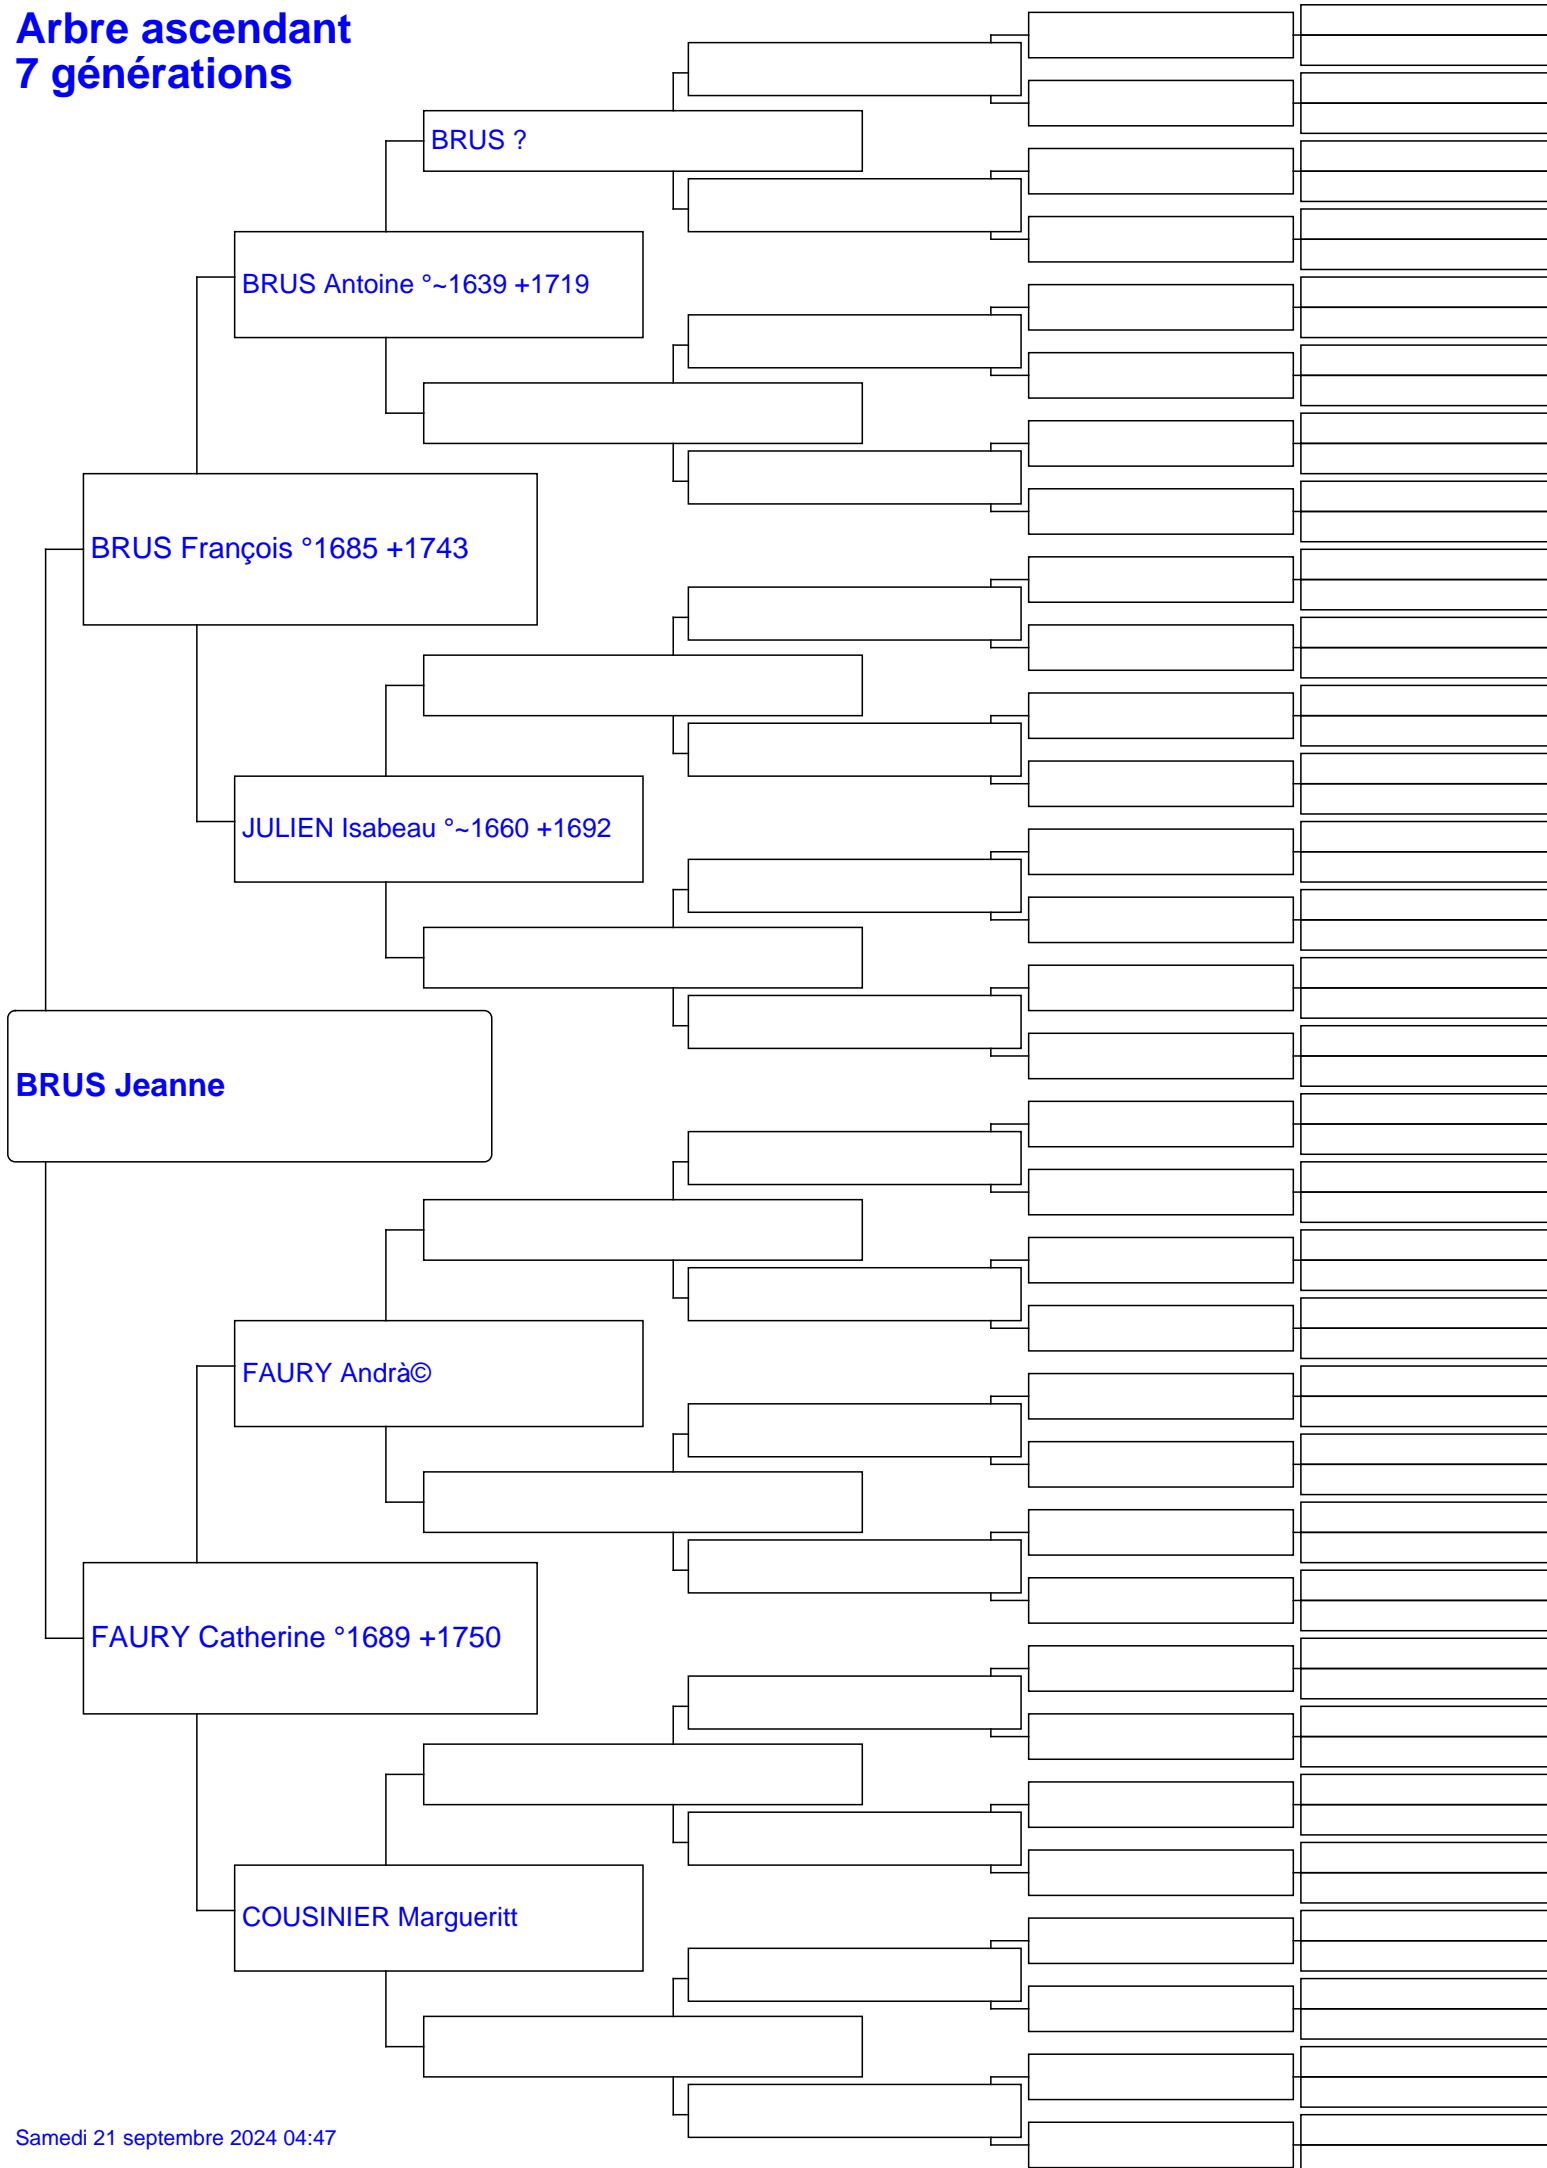 Arbre ascendant
7 générations
BRUS ?
BRUS Antoine °~1639 +1719
BRUS François °1685 +1743
JULIEN Isabeau °~1660 +1692
BRUS Jeanne
FAURY Andrà©
FAURY Catherine °1689 +1750
COUSINIER Margueritt
Samedi 21 septembre 2024 04:47